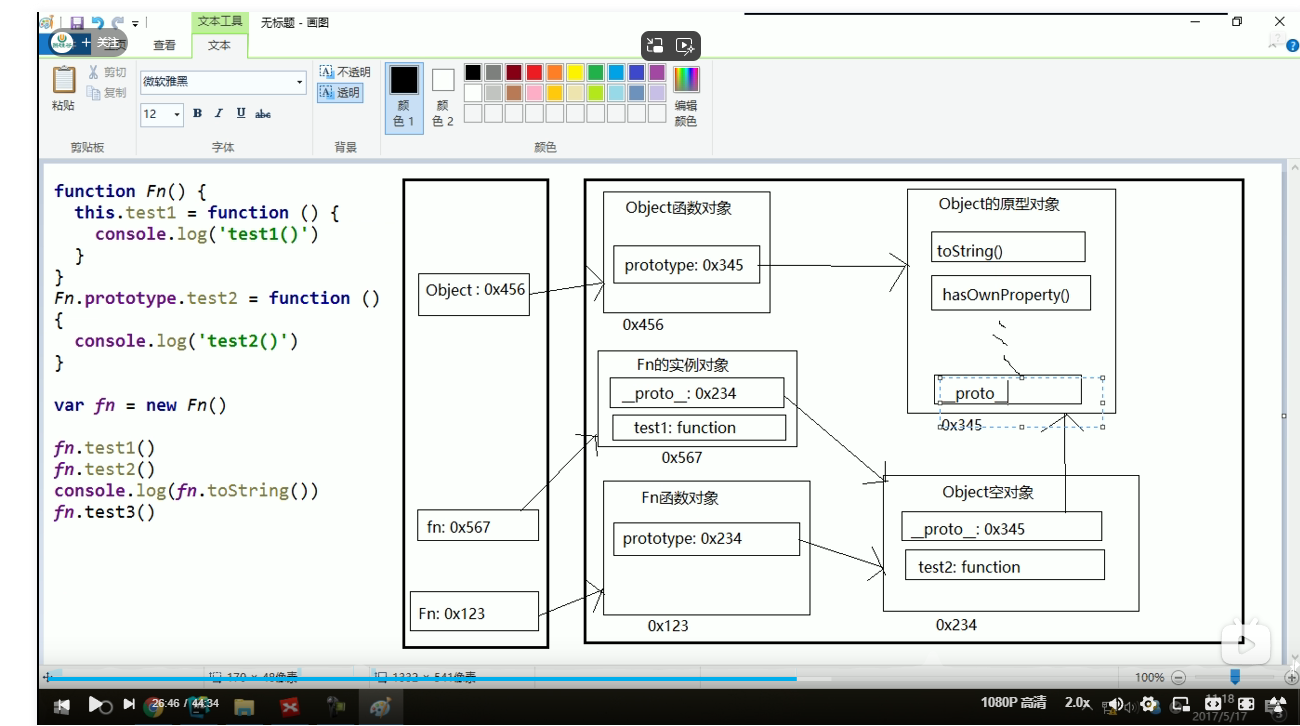 文本工具
无标题 - 画图
+ 关注
查看
文本
粘贴
剪切
复制
剪贴板
微软雅黑
12
B I U abc
字体
不透明
透明
背景
颜色 1
颜色 2
编辑颜色
颜色
function Fn() {
this.test1 = function () {
console.log('test1()')
}
}
Fn.prototype.test2 = function ()
{
console.log('test2()')
}
var fn = new Fn()
fn.test1()
fn.test2()
console.log(fn.toString())
fn.test3()
Object : 0x456
fn: 0x567
Fn: 0x123
Object函数对象
prototype: 0x345
0x456
Fn的实例对象
__proto__: 0x234
test1: function
0x567
Fn函数对象
prototype: 0x234
0x123
Object的原型对象
toString()
hasOwnProperty()
__proto__
0x345
Object空对象
__proto__: 0x345
test2: function
0x234
170 × 48像素
1332 × 541像素
100%
26:46 / 44:34
1080P 高清
2.0x
11:18
2017/5/17